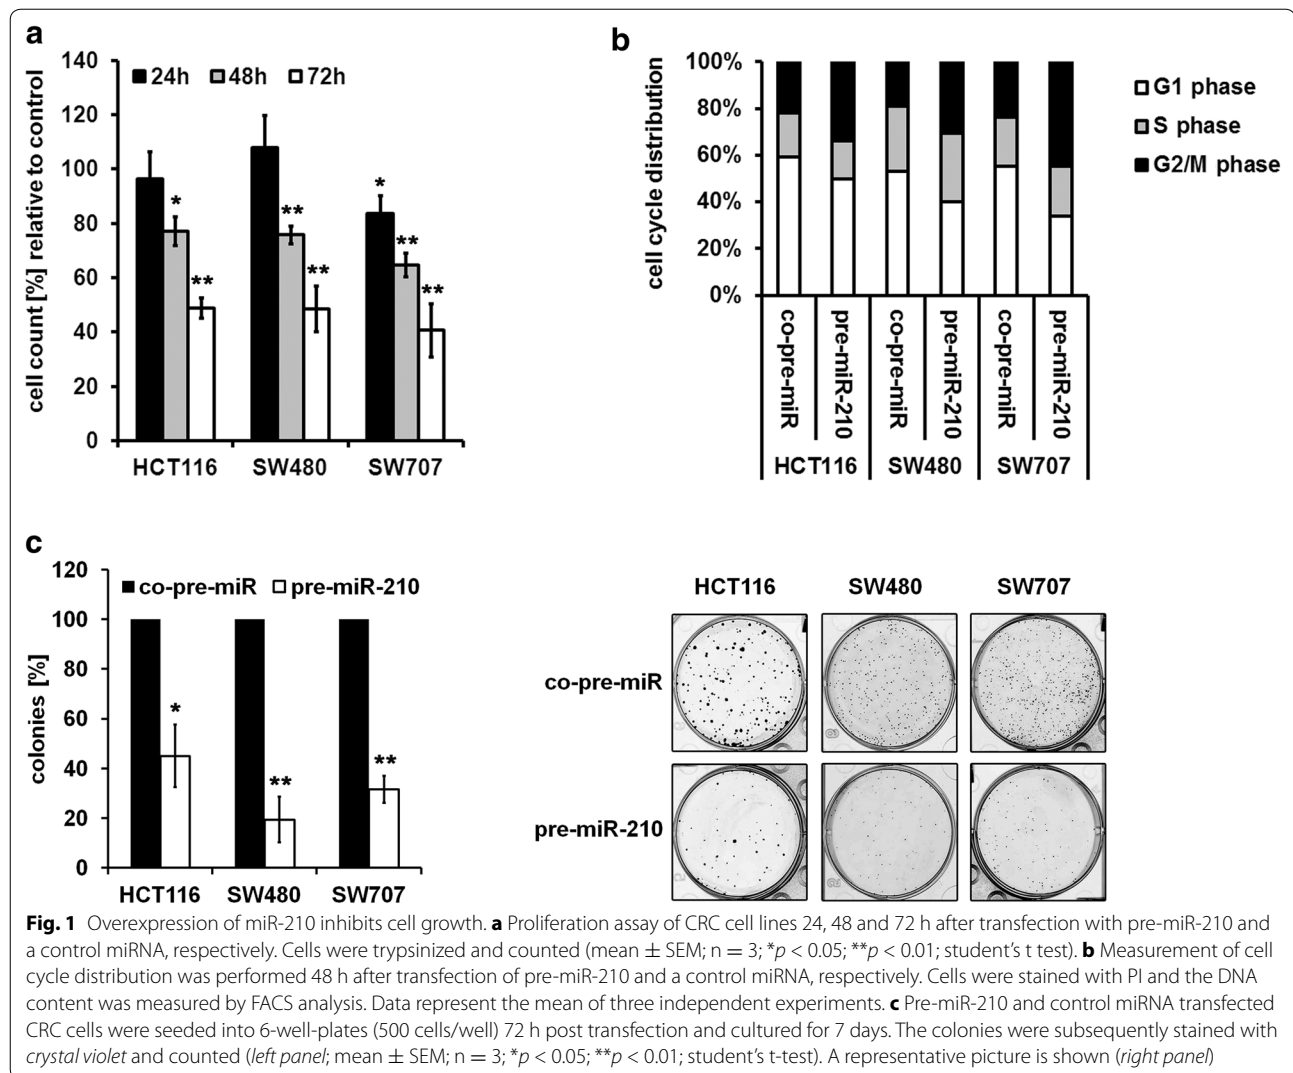 a
140
120
100
80
60
40
20
0
cell count [%] relative to control
24h 48h 72h
*
**
**
**
*
**
**
**
HCT116 SW480 SW707
b
100%
80%
60%
40%
20%
0%
cell cycle distribution
G1 phase
S phase
G2/M phase
co-pre-miR
pre-miR-210
co-pre-miR
pre-miR-210
co-pre-miR
pre-miR-210
HCT116 SW480 SW707
c
120
100
80
60
40
20
0
colonies [%]
co-pre-miR pre-miR-210
*
**
**
HCT116 SW480 SW707
HCT116 SW480 SW707
co-pre-miR
pre-miR-210
Fig. 1 Overexpression of miR-210 inhibits cell growth. a Proliferation assay of CRC cell lines 24, 48 and 72 h after transfection with pre-miR-210 and
a control miRNA, respectively. Cells were trypsinized and counted (mean ± SEM; n = 3; *p < 0.05; **p < 0.01; student's t test). b Measurement of cell
cycle distribution was performed 48 h after transfection of pre-miR-210 and a control miRNA, respectively. Cells were stained with PI and the DNA
content was measured by FACS analysis. Data represent the mean of three independent experiments. c Pre-miR-210 and control miRNA transfected
CRC cells were seeded into 6-well-plates (500 cells/well) 72 h post transfection and cultured for 7 days. The colonies were subsequently stained with
crystal violet and counted (left panel; mean ± SEM; n = 3; *p < 0.05; **p < 0.01; student's t-test). A representative picture is shown (right panel)